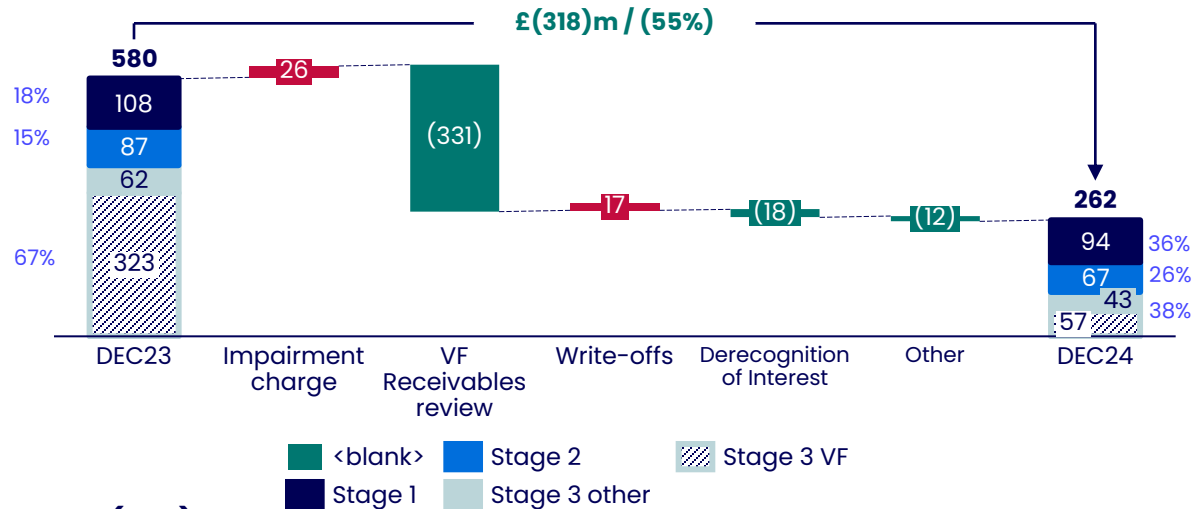 £(318)m / (55%)
580
18%
108
15%
87
62
67%
323
26
(331)
17
(18)
(12)
262
94
36%
67
26%
43
57
38%
DEC23
Impairment
charge
VF
Receivables
review
Write-offs
Derecognition
of Interest
Other
DEC24
<blank>
Stage 2
Stage 3 VF
Stage 1
Stage 3 other